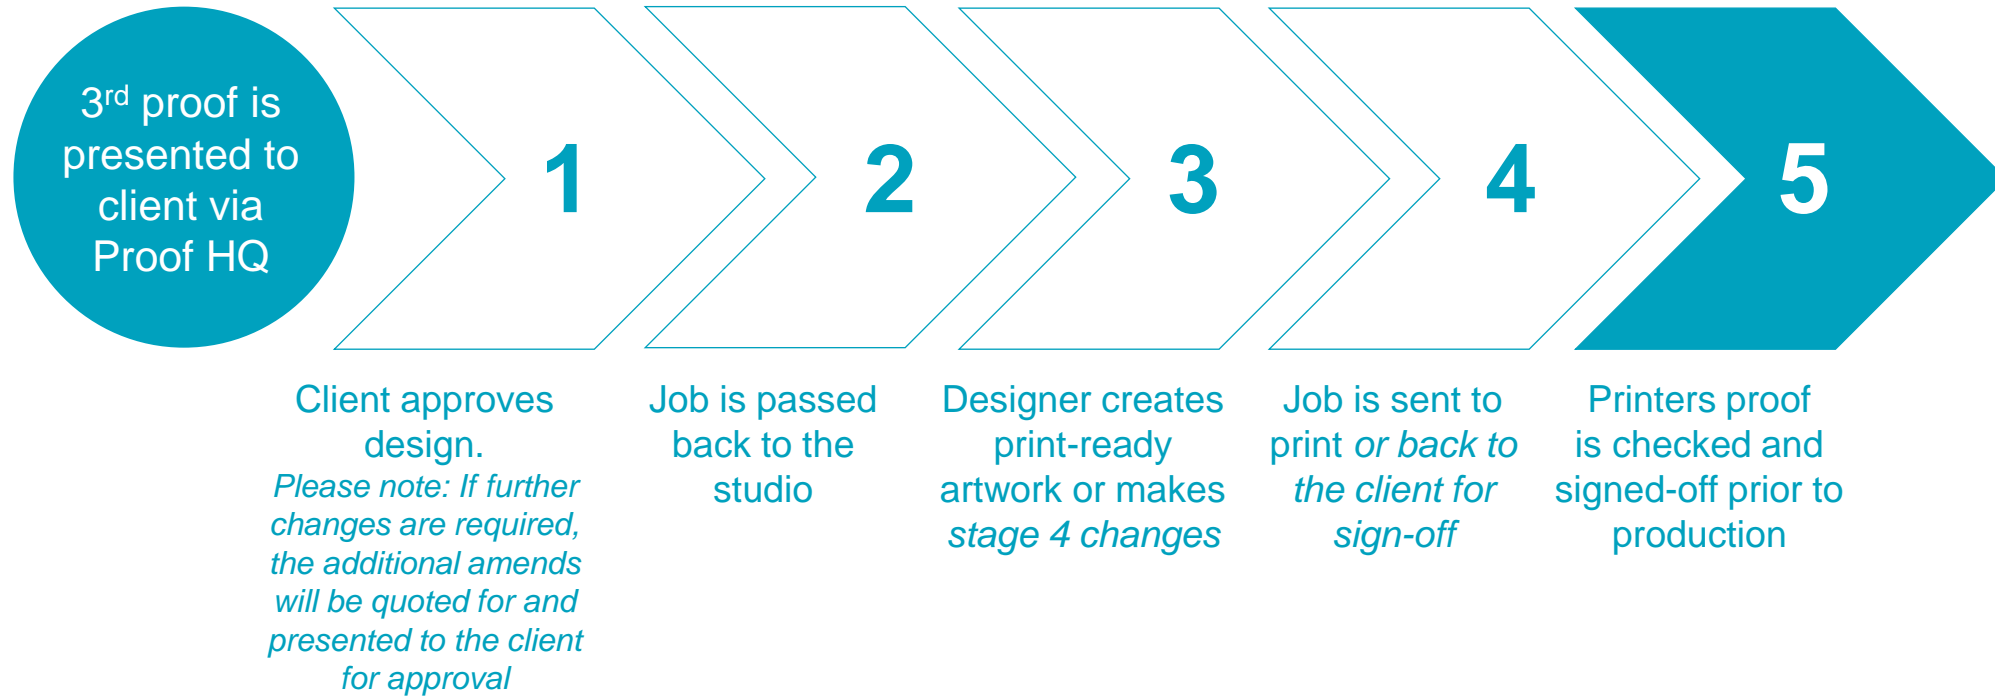 3rd proof is
presented to
client via
Proof HQ
1
2
3
4
5
Client approves
design.
Please note: If further
changes are required,
the additional amends
will be quoted for and
presented to the client
for approval
Job is passed
back to the
studio
Designer creates
print-ready
artwork or makes
stage 4 changes
Job is sent to
print or back to
the client for
sign-off
Printers proof
is checked and
signed-off prior to
production